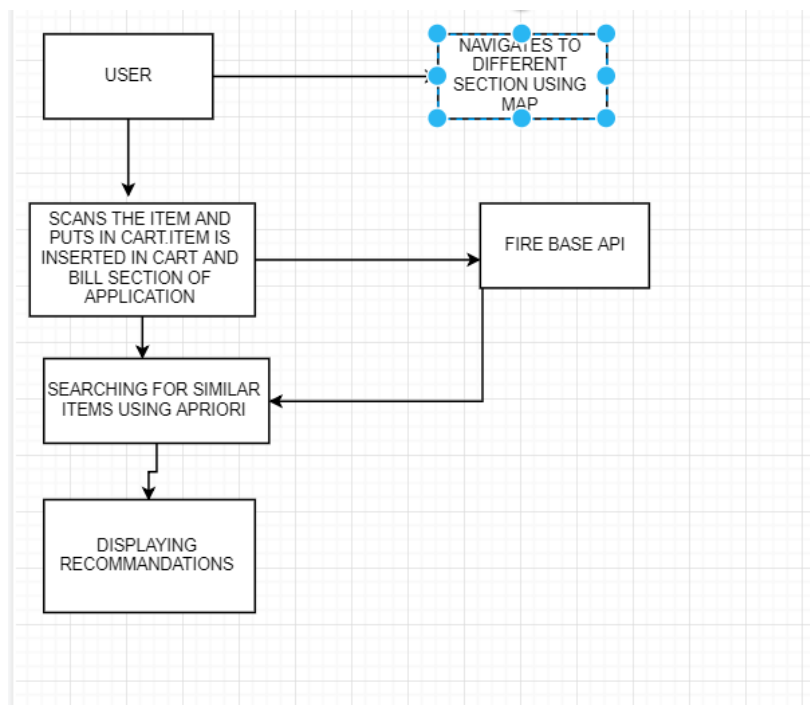 USER
NAVIGATES TO
DIFFERENT
SECTION USING
MAP
SCANS THE ITEM AND
PUTS IN CART.ITEM IS
INSERTED IN CART AND
BILL SECTION OF
APPLICATION
FIRE BASE API
SEARCHING FOR SIMILAR
ITEMS USING APRIORI
DISPLAYING
RECOMMANDATIONS